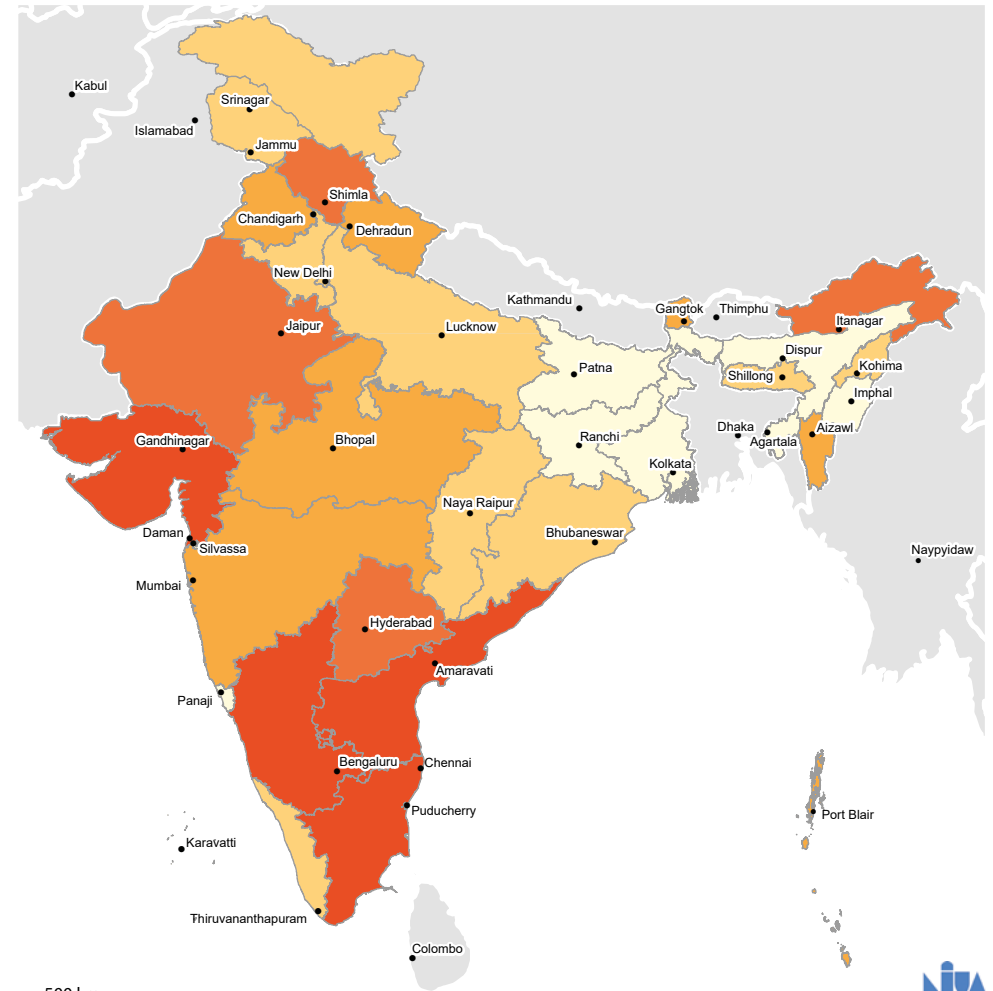 Kabul
Srinagar
Islamabad
Jammu
Shimla
Chandigarh
Dehradun
New Delhi
Kathmandu
Gangtok
Thimphu
Itanagar
Jaipur
Lucknow
Dispur
Patna
Shillong
Kohima
Imphal
Gandhinagar
Bhopal
Ranchi
Dhaka
Agartala
Aizawl
Kolkata
Naya Raipur
Daman
Silvassa
Bhubaneswar
Naypyidaw
Mumbai
Hyderabad
Amaravati
Panaji
Bengaluru
Chennai
Puducherry
Port Blair
Karavatti
Thiruvananthapuram
Colombo
NIUA